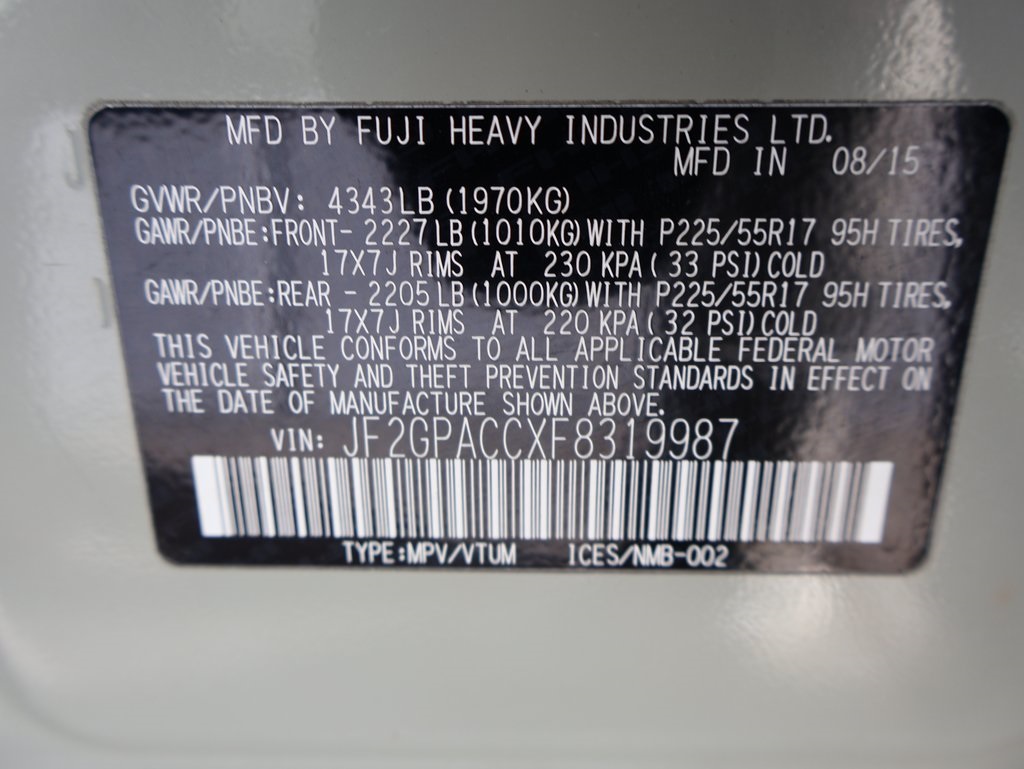 MFD BY FUJI HEAVY INDUSTRIES LTD.
MFD IN 08/15
GVWR/PNBV: 4343LB (1970KG)
GAWR/PNBE:FRONT- 2227LB(1010KG)WITH P225/55R17 95H TIRES,
17X7J RIMS AT 230 KPA( 33 PSI)COLD
GAWR/PNBE:REAR - 2205LB(1000KG)WITH P225/55R17 95H TIRES,
17X7J RIMS AT 220 KPA( 32 PSI)COLD
THIS VEHICLE CONFORMS TO ALL APPLICABLE FEDERAL MOTOR
VEHICLE SAFETY AND THEFT PREVENTION STANDARDS IN EFFECT ON
THE DATE OF MANUFACTURE SHOWN ABOVE.
VIN: JF2GPACCXF8319987
TYPE:MPV/VTUM ICES/NMB-002